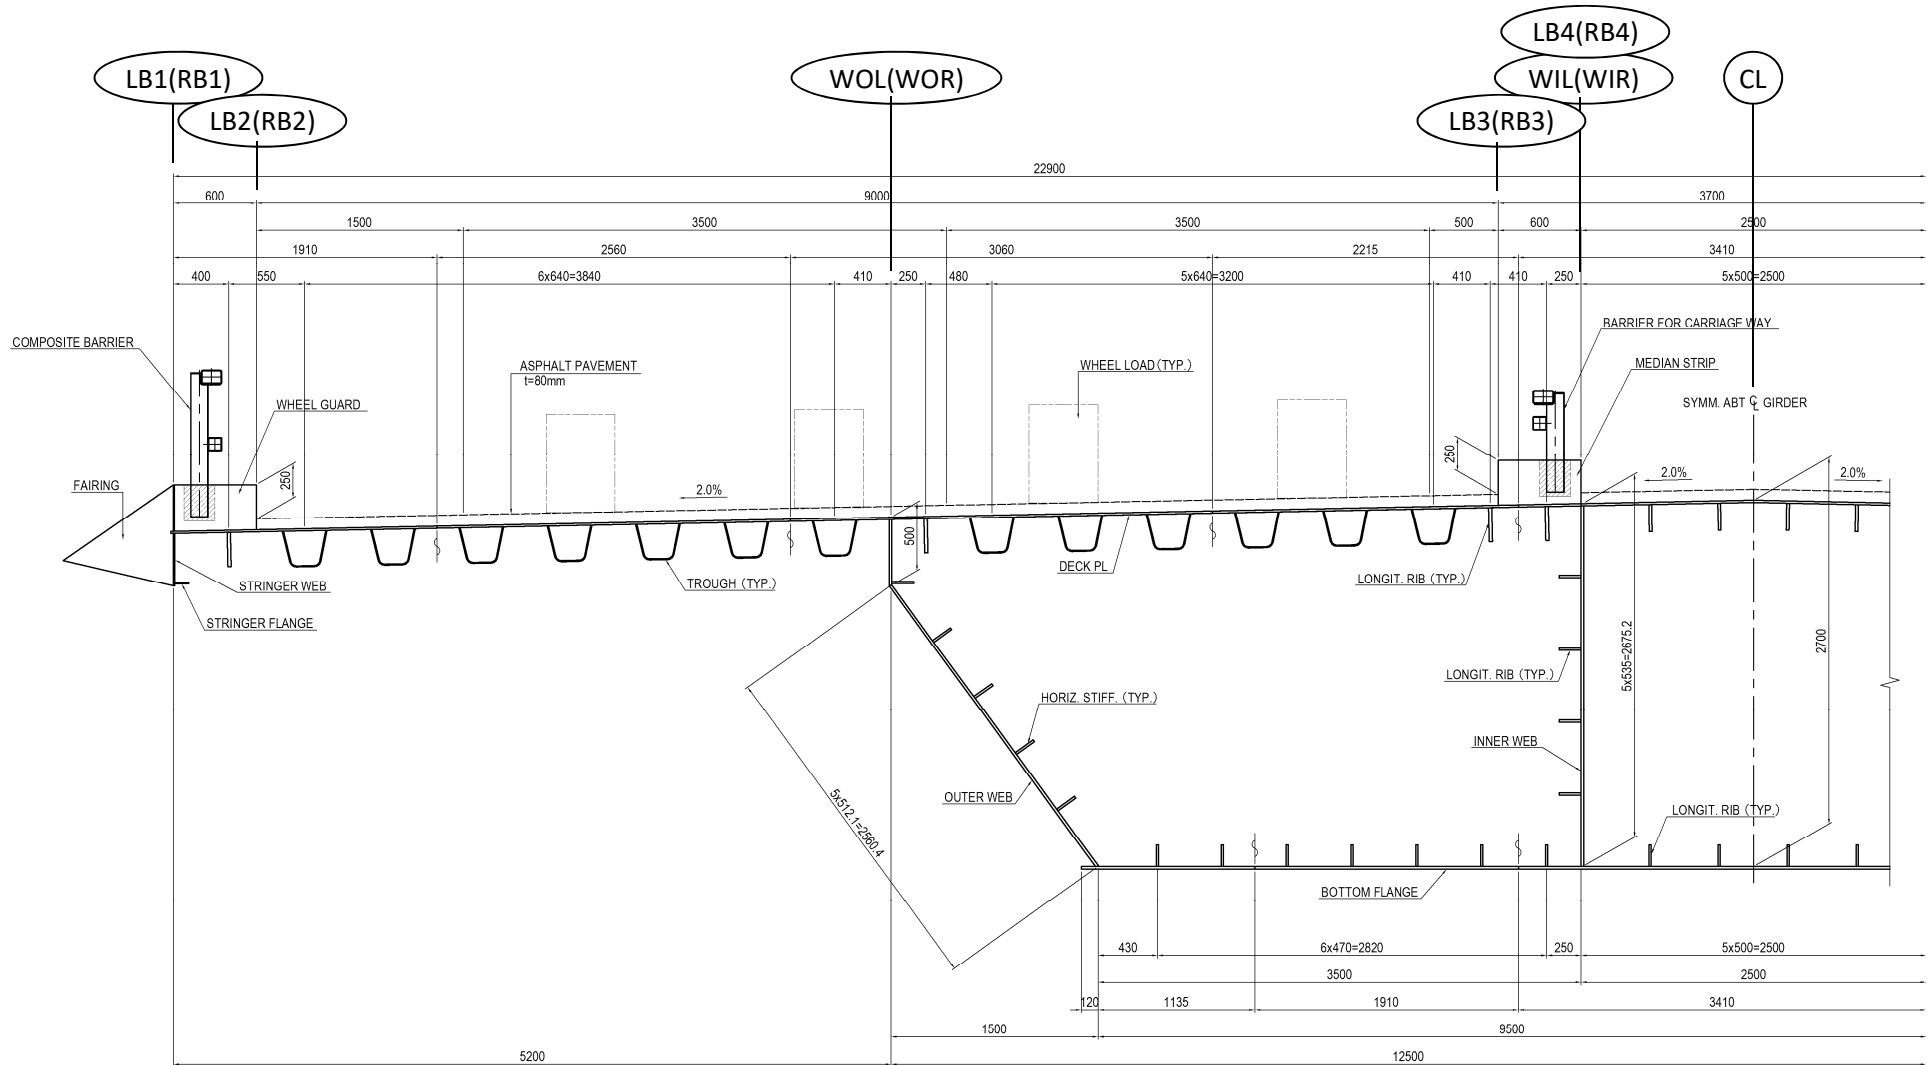 LB4(RB4)
LB1(RB1)
WOL(WOR)
WIL(WIR)
CL
LB2(RB2)
LB3(RB3)
22900
600
9000
3700
1500
3500
3500
500
600
2500
1910
2560
3060
2215
3410
400
550
6x640=3840
410
250
480
5x640=3200
410
410
250
5x500=2500
COMPOSITE BARRIER
BARRIER FOR CARRIAGE WAY
ASPHALT PAVEMENT
t=80mm
WHEEL LOAD (TYP.)
MEDIAN STRIP
WHEEL GUARD
SYMM. ABT ℄ GIRDER
FAIRING
250
2.0%
250
2.0%
2.0%
500
STRINGER WEB
TROUGH (TYP.)
DECK PL
LONGIT. RIB (TYP.)
STRINGER FLANGE
5x535=2675.2
2700
LONGIT. RIB (TYP.)
HORIZ. STIFF. (TYP.)
INNER WEB
OUTER WEB
5x512.1=2560.4
LONGIT. RIB (TYP.)
BOTTOM FLANGE
430
6x470=2820
250
5x500=2500
3500
2500
120
1135
1910
3410
1500
9500
5200
12500